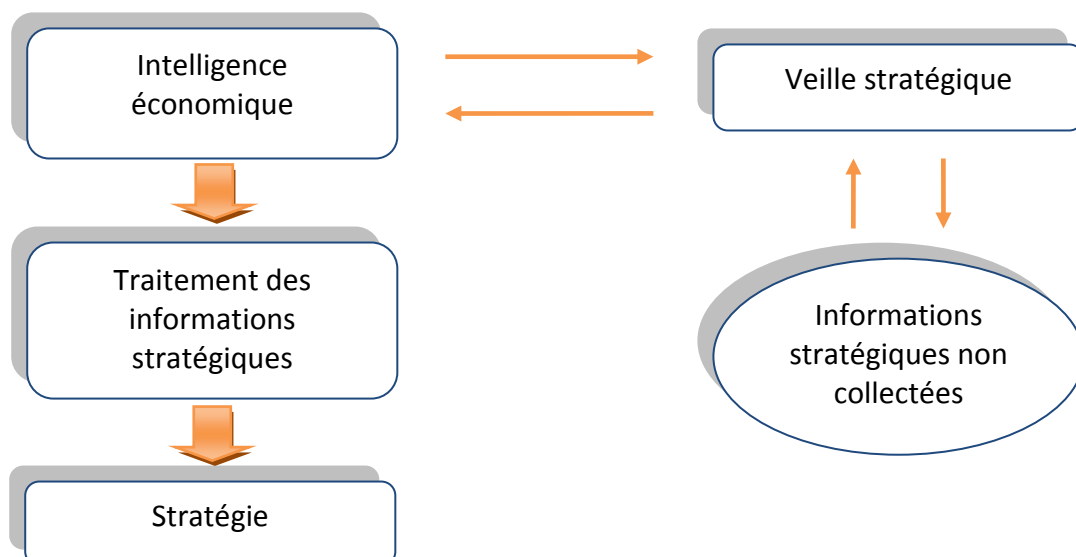 Intelligence
économique
Veille stratégique
Traitement des
informations
stratégiques
Informations
stratégiques non
collectées
Stratégie